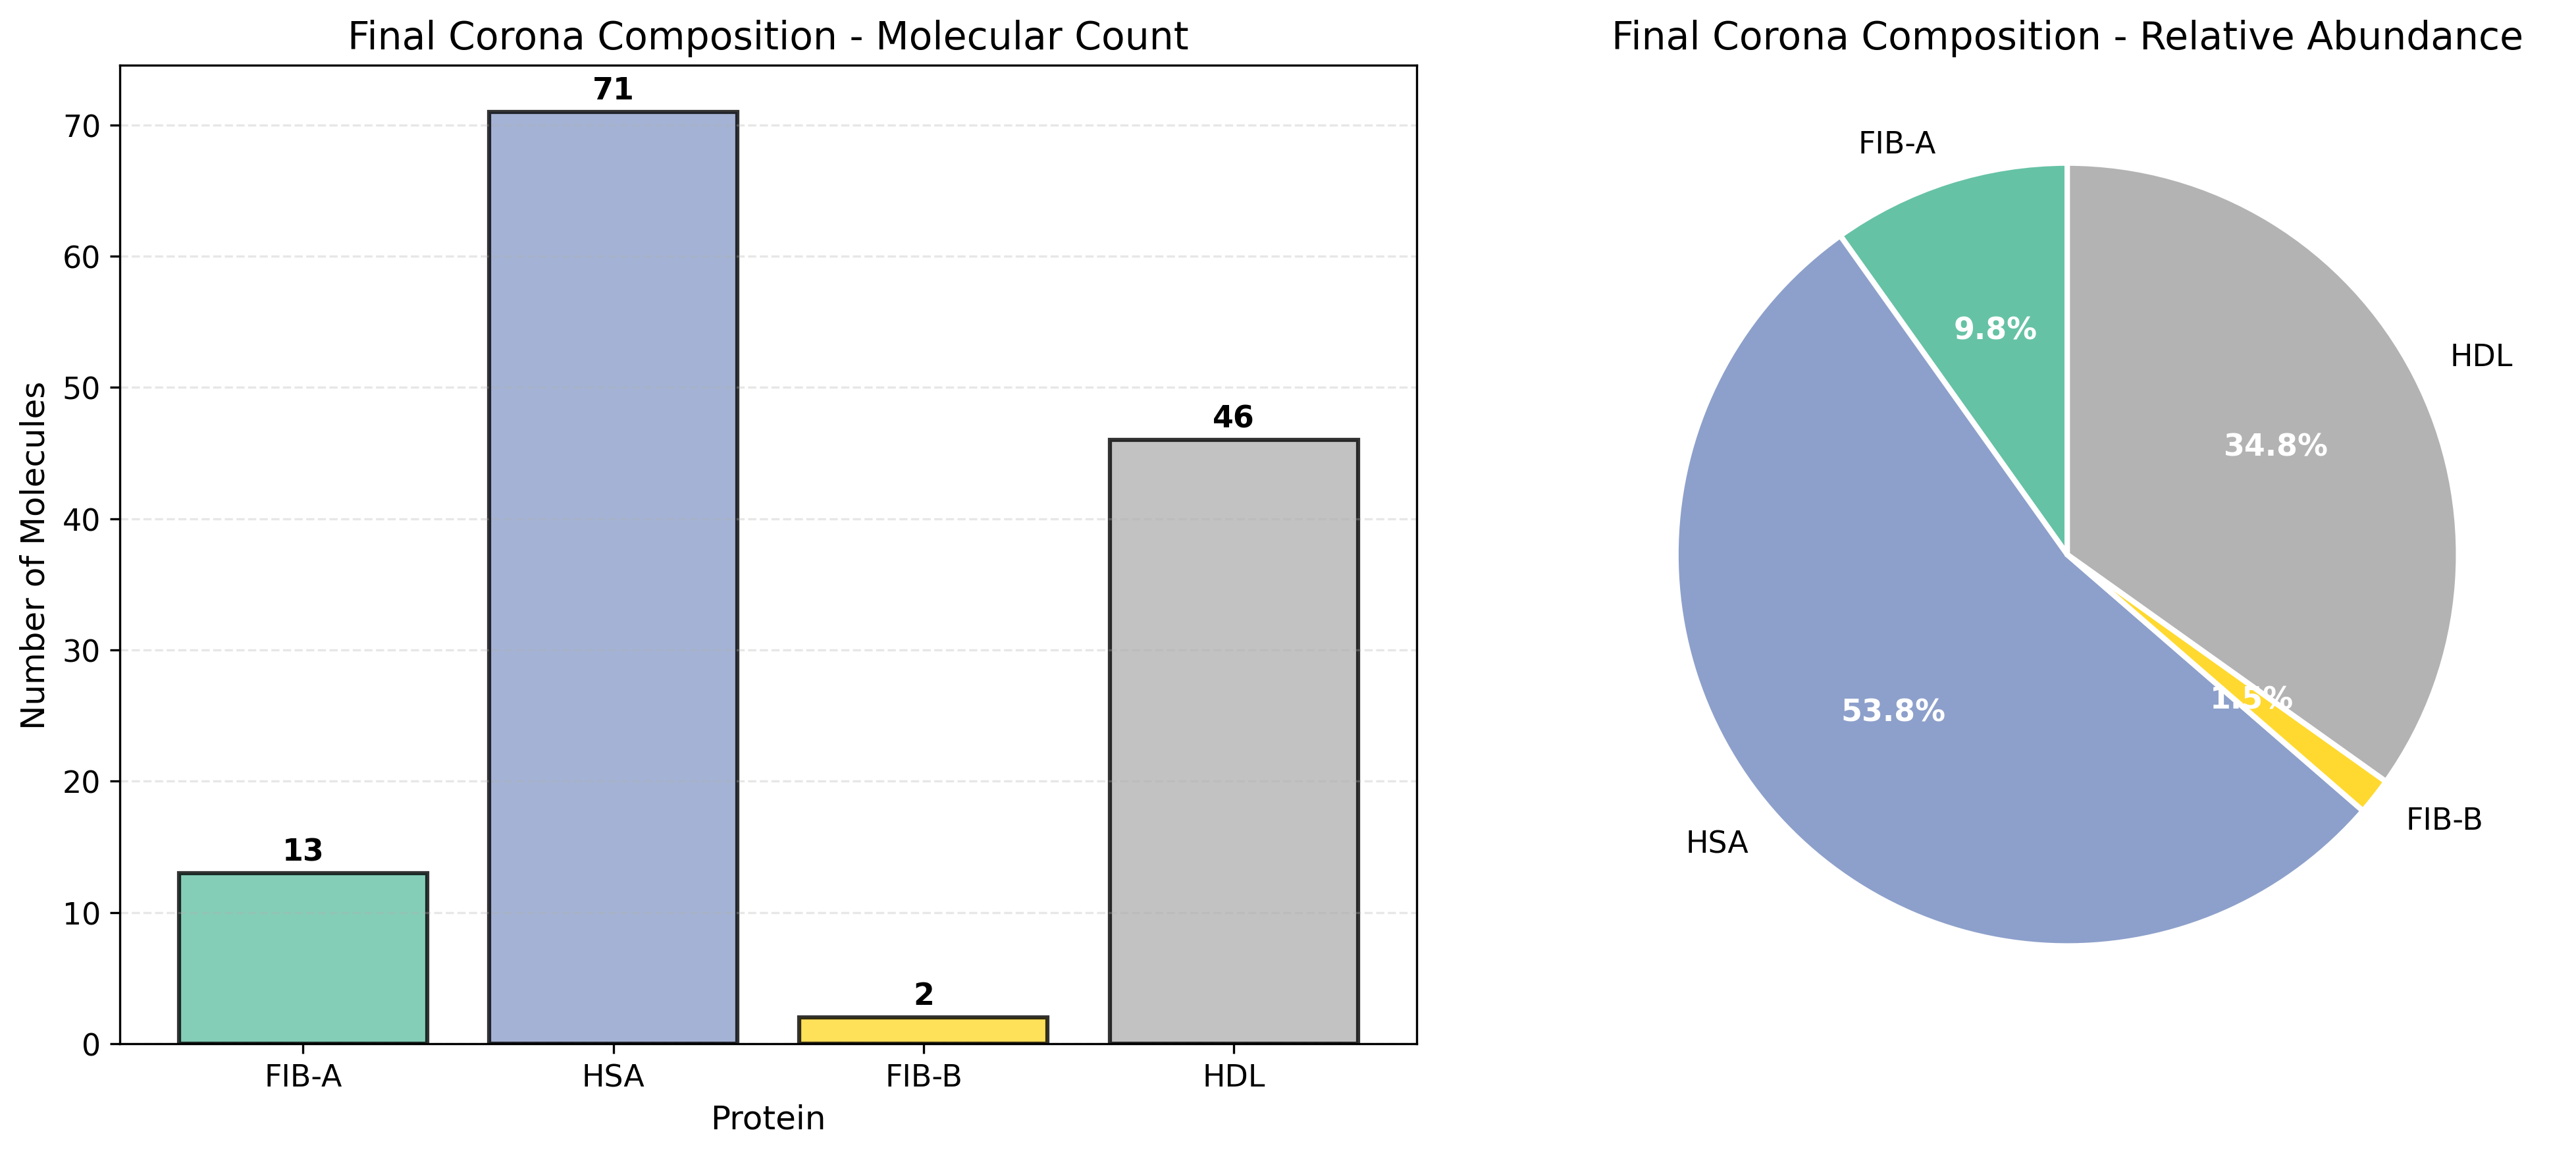 Final Corona Composition - Molecular Count
71
46
13
2
70
60
50
40
30
20
10
0
Number of Molecules
FIB-A
HSA
FIB-B
HDL
Protein
Final Corona Composition - Relative Abundance
FIB-A
9.8%
HDL
34.8%
53.8%
1.5%
HSA
FIB-B